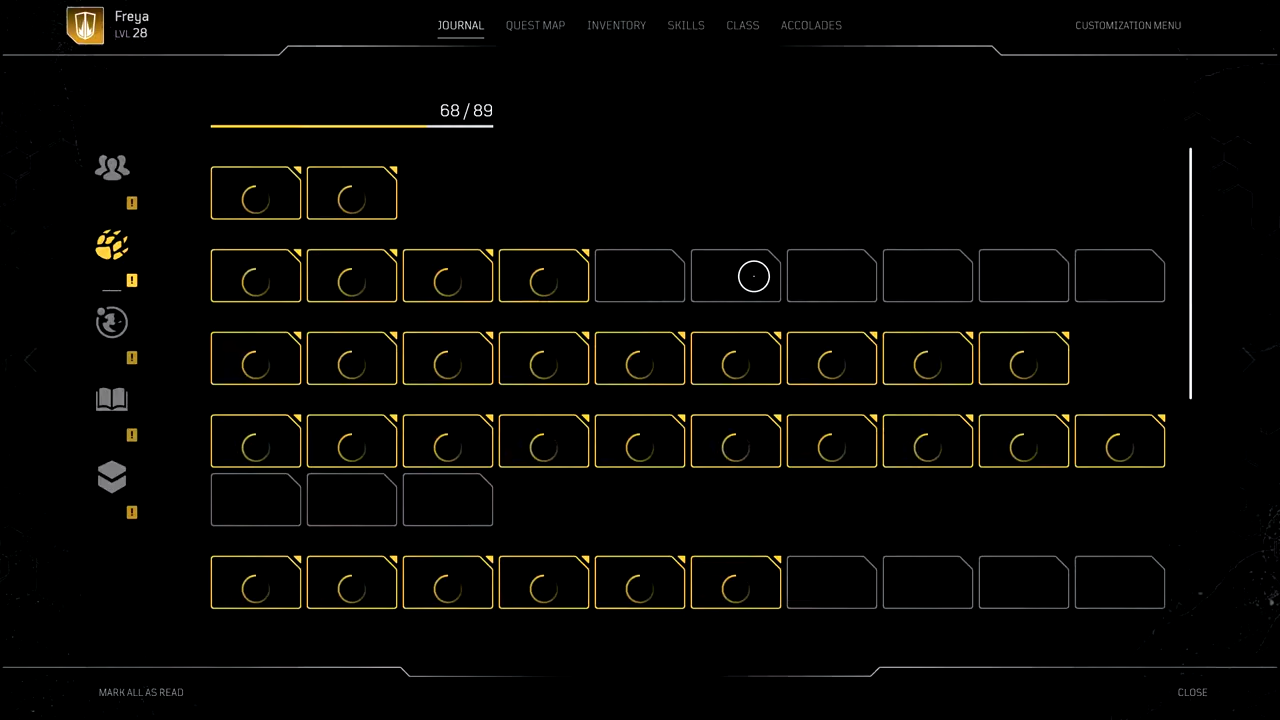 Freya
LVL 28
JOURNAL
QUEST MAP
INVENTORY
SKILLS
CLASS
ACCOLADES
CUSTOMIZATION MENU
68 / 89
!
!
!
!
!
MARK ALL AS READ
CLOSE